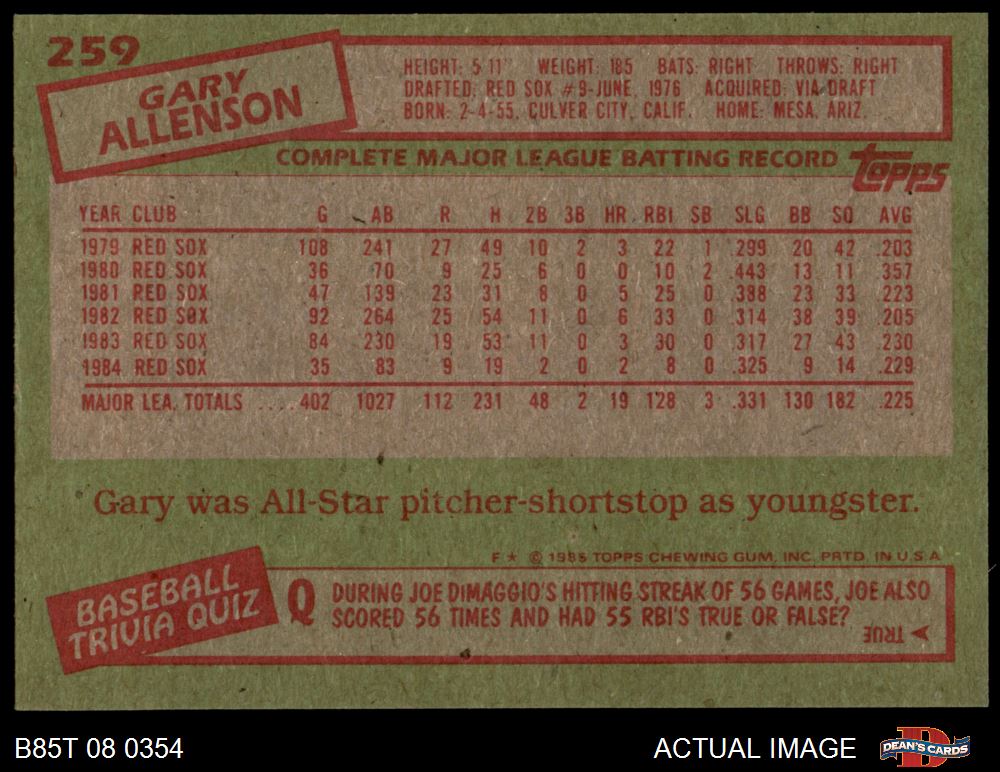 259
GARY
ALLENSON
HEIGHT: 5'11" WEIGHT: 185 BATS: RIGHT THROWS: RIGHT
DRAFTED: RED SOX #9-JUNE, 1976 ACQUIRED: VIA DRAFT
BORN: 2-4-55, CULVER CITY, CALIF. HOME: MESA, ARIZ.
COMPLETE MAJOR LEAGUE BATTING RECORD topps
YEAR CLUB G AB R H 2B 3B HR RBI SB SLG BB SO AVG
1979 RED SOX 108 241 27 49 10 2 3 22 1 .299 20 42 .203
1980 RED SOX 36 70 9 25 6 0 0 10 2 .443 13 11 .357
1981 RED SOX 47 139 23 31 8 0 5 25 0 .388 23 33 .223
1982 RED SOX 92 264 25 54 11 0 6 33 0 .314 38 39 .205
1983 RED SOX 84 230 19 53 11 0 3 30 0 .317 27 43 .230
1984 RED SOX 35 83 9 19 2 0 2 8 0 .325 9 14 .229
MAJOR LEA. TOTALS ....402 1027 112 231 48 2 19 128 3 .331 130 182 .225
Gary was All-Star pitcher-shortstop as youngster.
F★ © 1985 TOPPS CHEWING GUM, INC. PRTD. IN U.S.A.
BASEBALL
TRIVIA QUIZ
Q DURING JOE DiMAGGIO'S HITTING STREAK OF 56 GAMES, JOE ALSO
SCORED 56 TIMES AND HAD 55 RBI'S TRUE OR FALSE?
TRUE
B85T 08 0354 ACTUAL IMAGE D DEAN'S CARDS